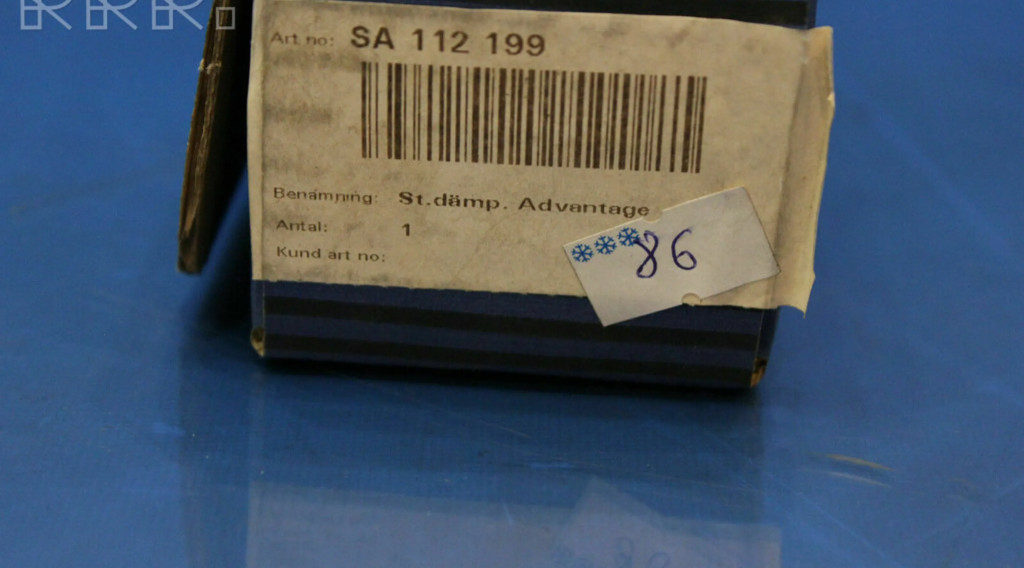 RRR.
Art no: SA 112 199
Benämning: St.dämp. Advantage
Antal: 1
Kund art no:
86